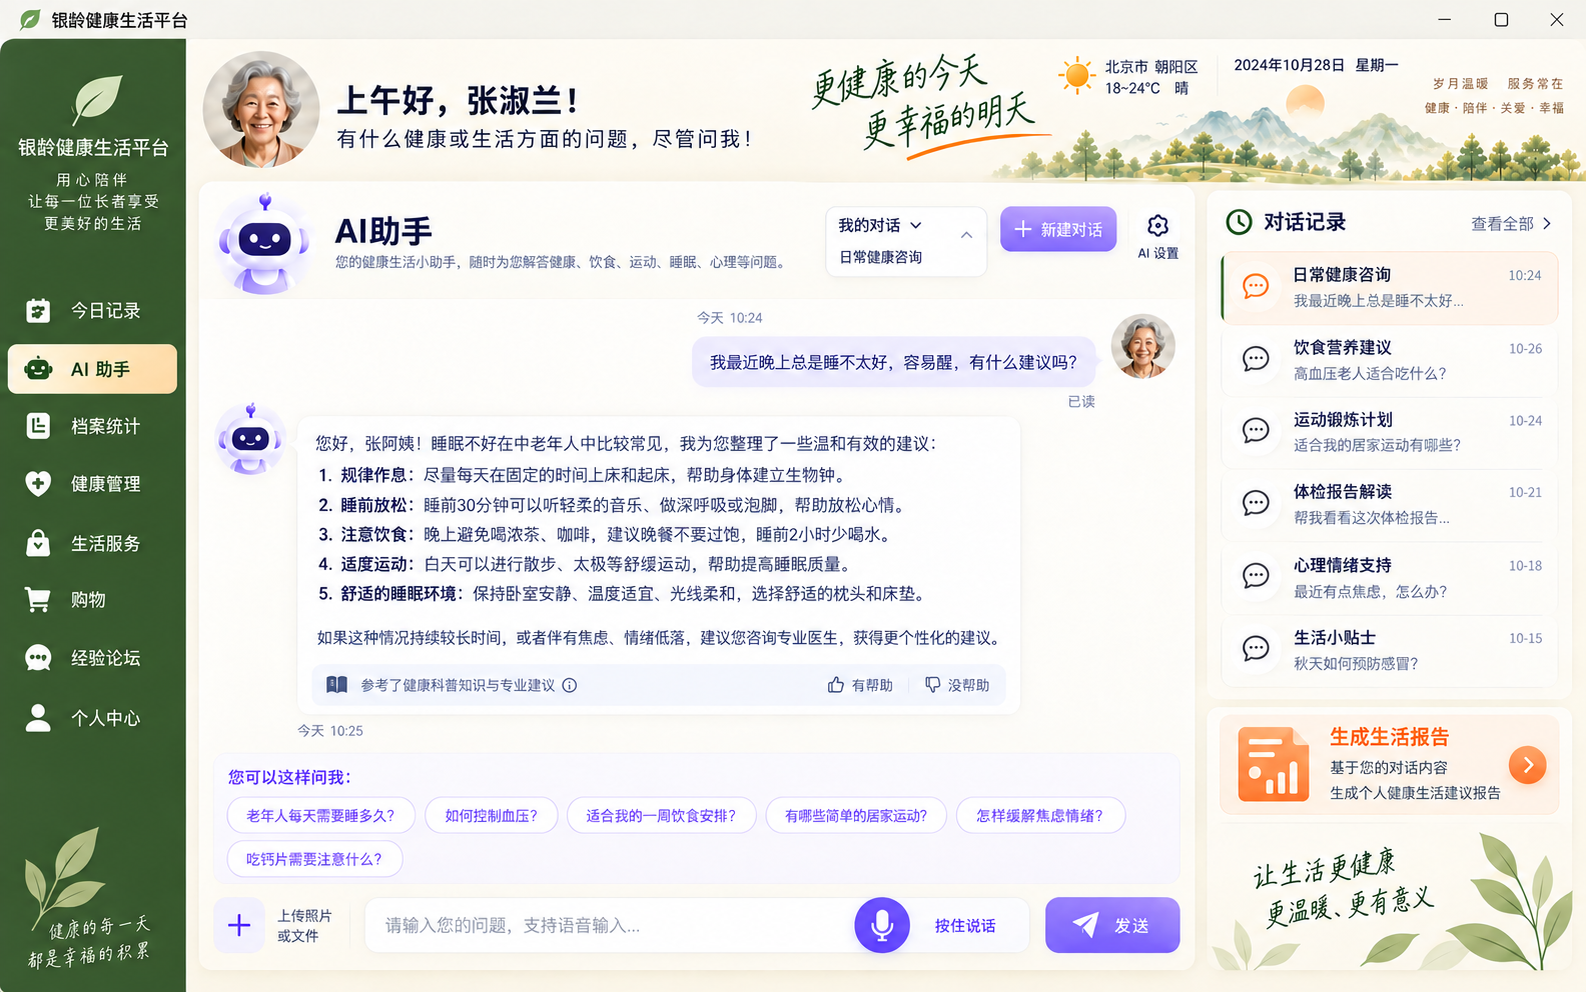 银龄健康生活平台
银龄健康生活平台
用心陪伴
让每一位长者享受
更美好的生活
今日记录
AI 助手
档案统计
健康管理
生活服务
购物
经验论坛
个人中心
健康的每一天
都是幸福的积累
上午好，张淑兰！
有什么健康或生活方面的问题，尽管问我！
更健康的今天
更幸福的明天
北京市 朝阳区
18~24°C 晴
2024年10月28日 星期一
岁月温暖 服务常在
健康·陪伴·关爱·幸福
AI助手
您的健康生活小助手，随时为您解答健康、饮食、运动、睡眠、心理等问题。
我的对话
日常健康咨询
新建对话
AI 设置
今天 10:24
我最近晚上总是睡不太好，容易醒，有什么建议吗？
已读
您好，张阿姨！睡眠不好在中老年人中比较常见，我为您整理了一些温和有效的建议：
1. 规律作息：尽量每天在固定的时间上床和起床，帮助身体建立生物钟。
2. 睡前放松：睡前30分钟可以听轻柔的音乐、做深呼吸或泡脚，帮助放松心情。
3. 注意饮食：晚上避免喝浓茶、咖啡，建议晚餐不要过饱，睡前2小时少喝水。
4. 适度运动：白天可以进行散步、太极等舒缓运动，帮助提高睡眠质量。
5. 舒适的睡眠环境：保持卧室安静、温度适宜、光线柔和，选择舒适的枕头和床垫。
如果这种情况持续较长时间，或者伴有焦虑、情绪低落，建议您咨询专业医生，获得更个性化的建议。
参考了健康科普知识与专业建议
有帮助
没帮助
今天 10:25
您可以这样问我：
老年人每天需要睡多久？
如何控制血压？
适合我的一周饮食安排？
有哪些简单的居家运动？
怎样缓解焦虑情绪？
吃钙片需要注意什么？
上传照片
或文件
请输入您的问题，支持语音输入...
按住说话
发送
对话记录
查看全部
日常健康咨询 10:24
我最近晚上总是睡不太好...
饮食营养建议 10-26
高血压老人适合吃什么？
运动锻炼计划 10-24
适合我的居家运动有哪些？
体检报告解读 10-21
帮我看看这次体检报告...
心理情绪支持 10-18
最近有点焦虑，怎么办？
生活小贴士 10-15
秋天如何预防感冒？
生成生活报告
基于您的对话内容
生成个人健康生活建议报告
让生活更健康
更温暖、更有意义